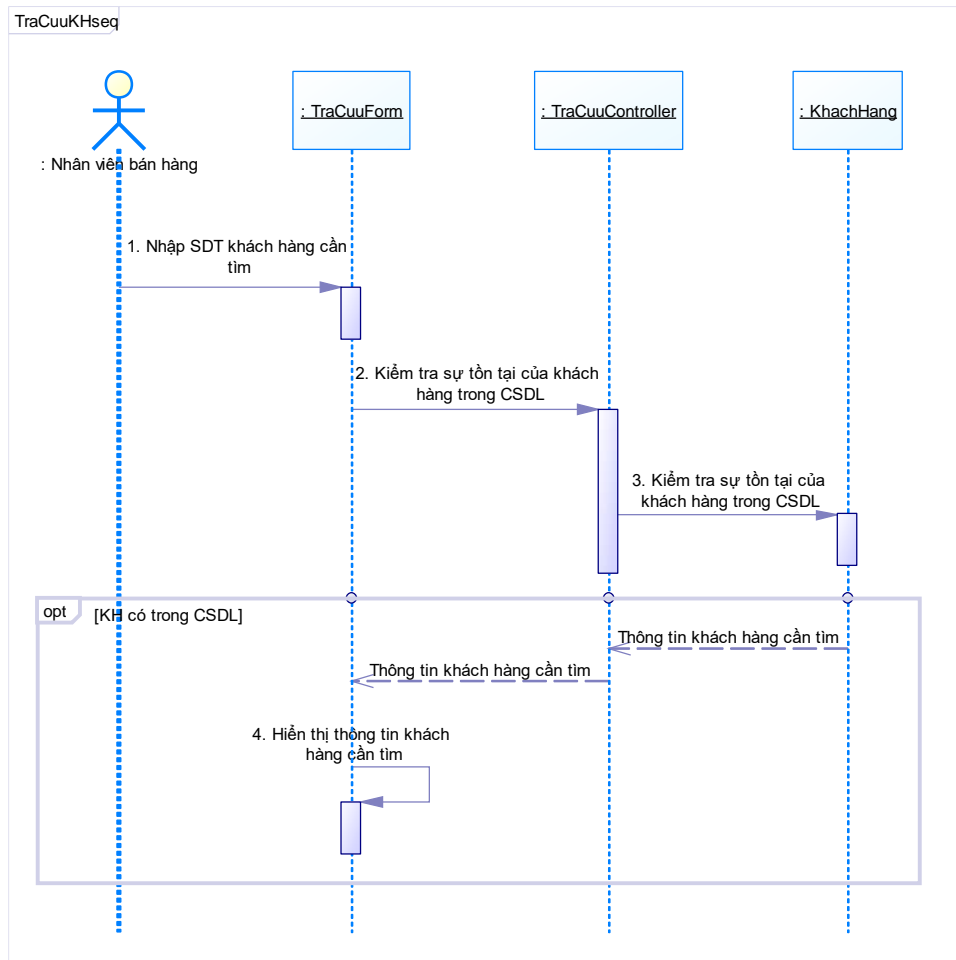 TraCuuKHseq
: TraCuuForm
: TraCuuController
: KhachHang
: Nhân viên bán hàng
1. Nhập SDT khách hàng cần
tìm
2. Kiểm tra sự tồn tại của khách
hàng trong CSDL
3. Kiểm tra sự tồn tại của
khách hàng trong CSDL
opt
[KH có trong CSDL]
Thông tin khách hàng cần tìm
Thông tin khách hàng cần tìm
4. Hiển thị thông tin khách
hàng cần tìm